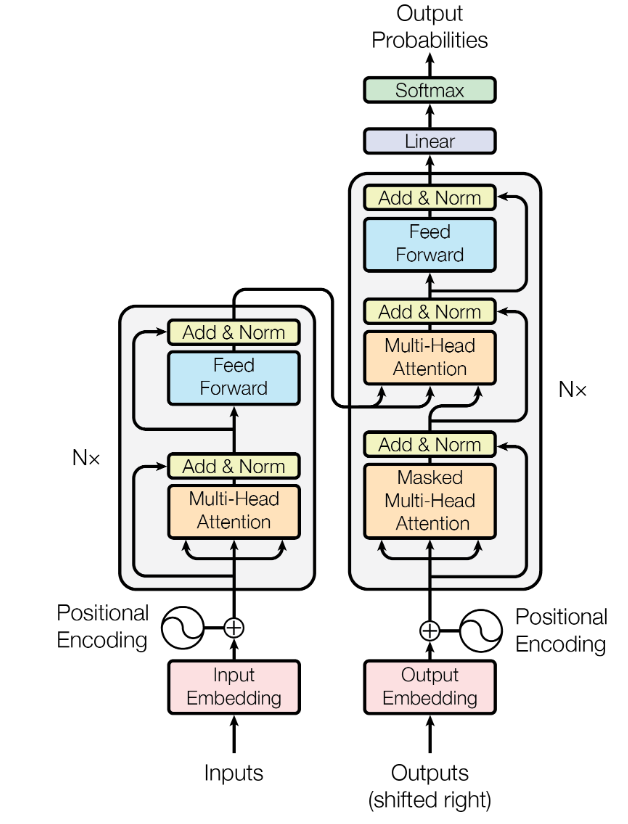 Output
Probabilities
Softmax
Linear
Add & Norm
Feed
Forward
Add & Norm
Multi-Head
Attention
Add & Norm
Masked
Multi-Head
Attention
N×
Add & Norm
Feed
Forward
Add & Norm
Multi-Head
Attention
N×
Positional
Encoding
Positional
Encoding
Input
Embedding
Output
Embedding
Inputs
Outputs
(shifted right)